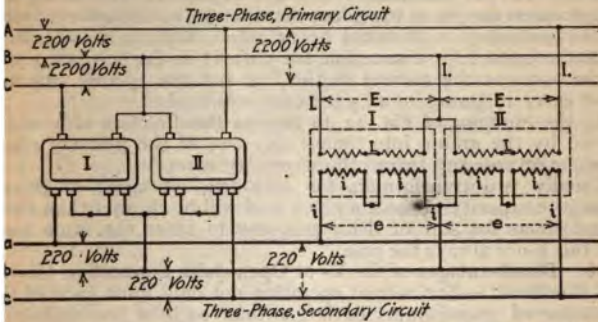 Three-Phase, Primary Circuit
A
2200 Volts
2200 Volts
B
I. I.
2200 Volts
C
I. E E
I II
I II
I. I.
i i i i
i i i
e e
a
220 Volts
220 Volts
b
220 Volts
c
Three-Phase, Secondary Circuit